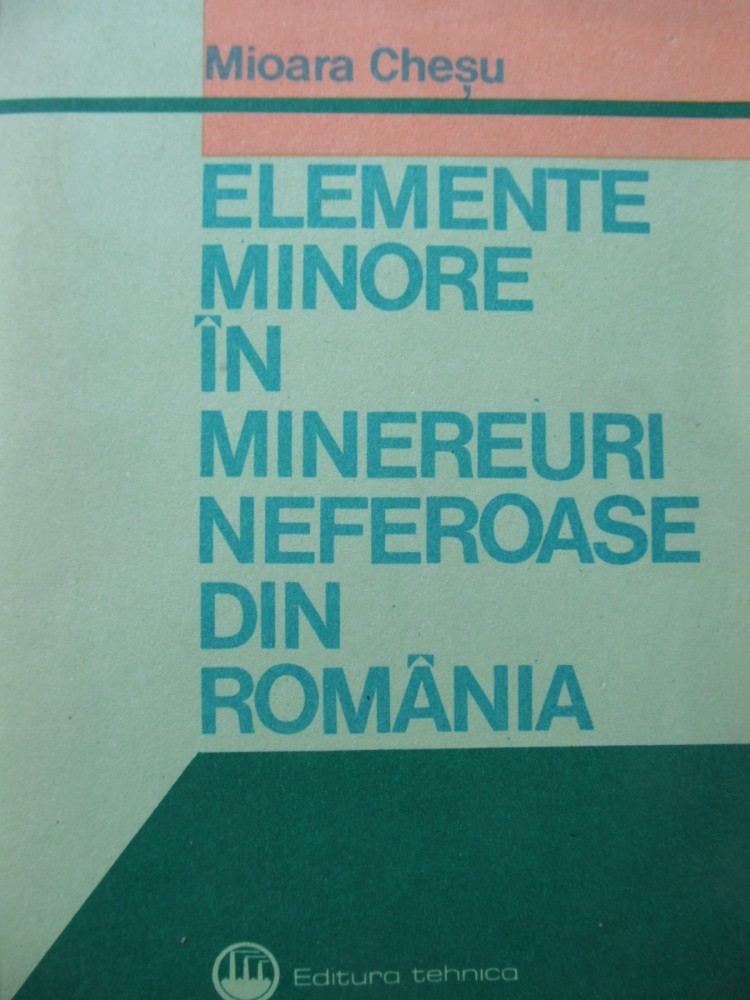 Mioara Cheșu
ELEMENTE
MINORE
ÎN
MINEREURI
NEFEROASE
DIN
ROMÂNIA
Editura tehnica